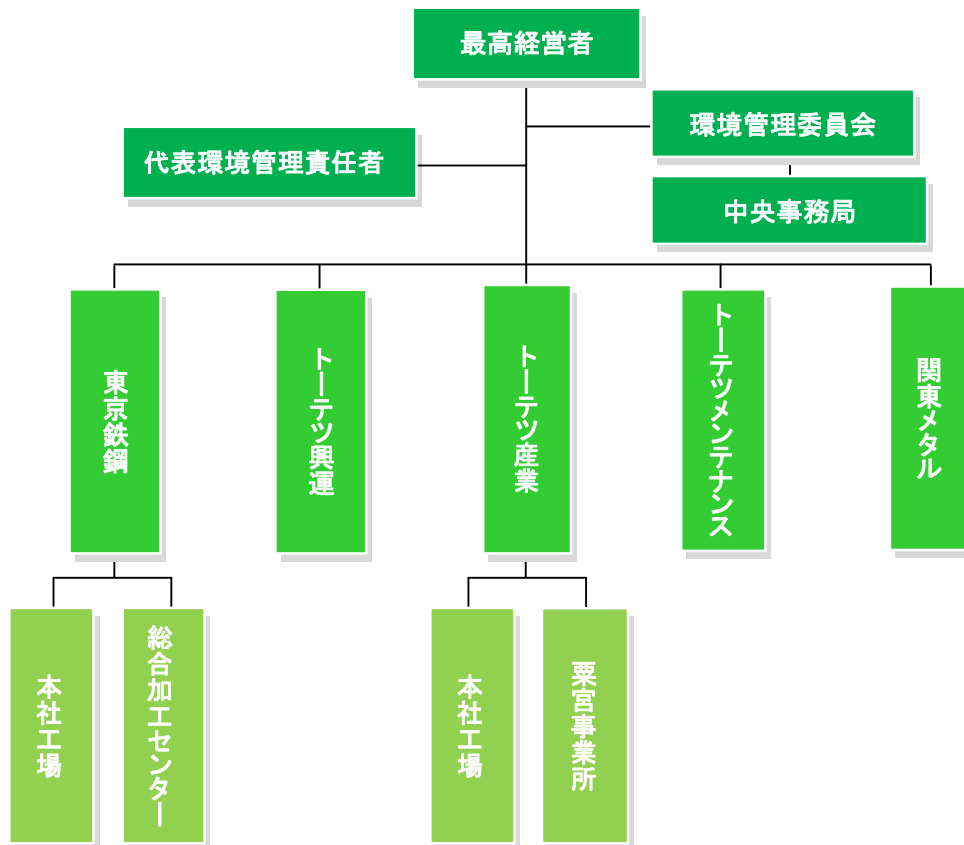 最高経営者
環境管理委員会
代表環境管理責任者
中央事務局
東京鉄鋼
トーテツ興運
トーテツ産業
トーテツメンテナンス
関東メタル
本社工場
総合加工センター
本社工場
粟宮事業所